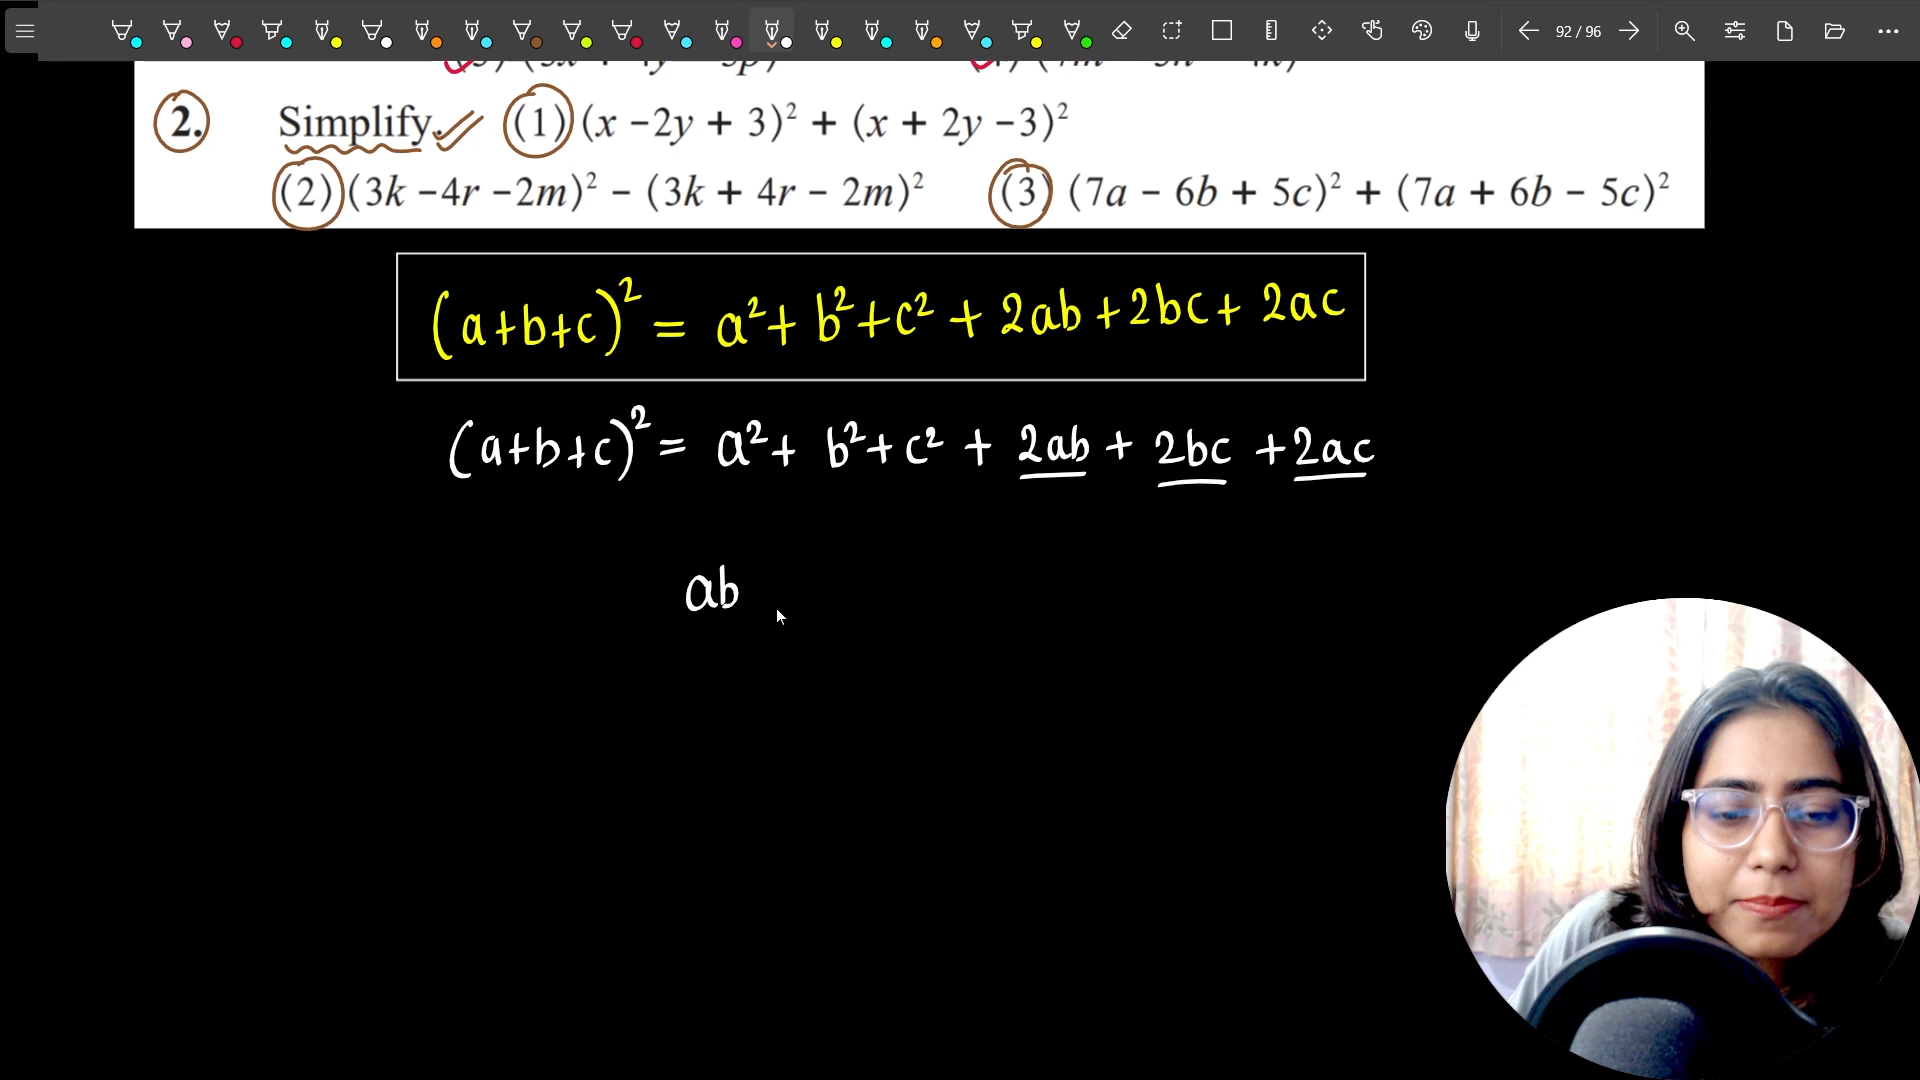 92 / 96
2. Simplify. (1) (x − 2y + 3)² + (x + 2y − 3)²
(2) (3k − 4r − 2m)² − (3k + 4r − 2m)² (3) (7a − 6b + 5c)² + (7a + 6b − 5c)²
(a+b+c)² = a²+ b²+c² + 2ab +2bc + 2ac
(a+b+c)² = a²+ b²+c² + 2ab + 2bc +2ac
ab